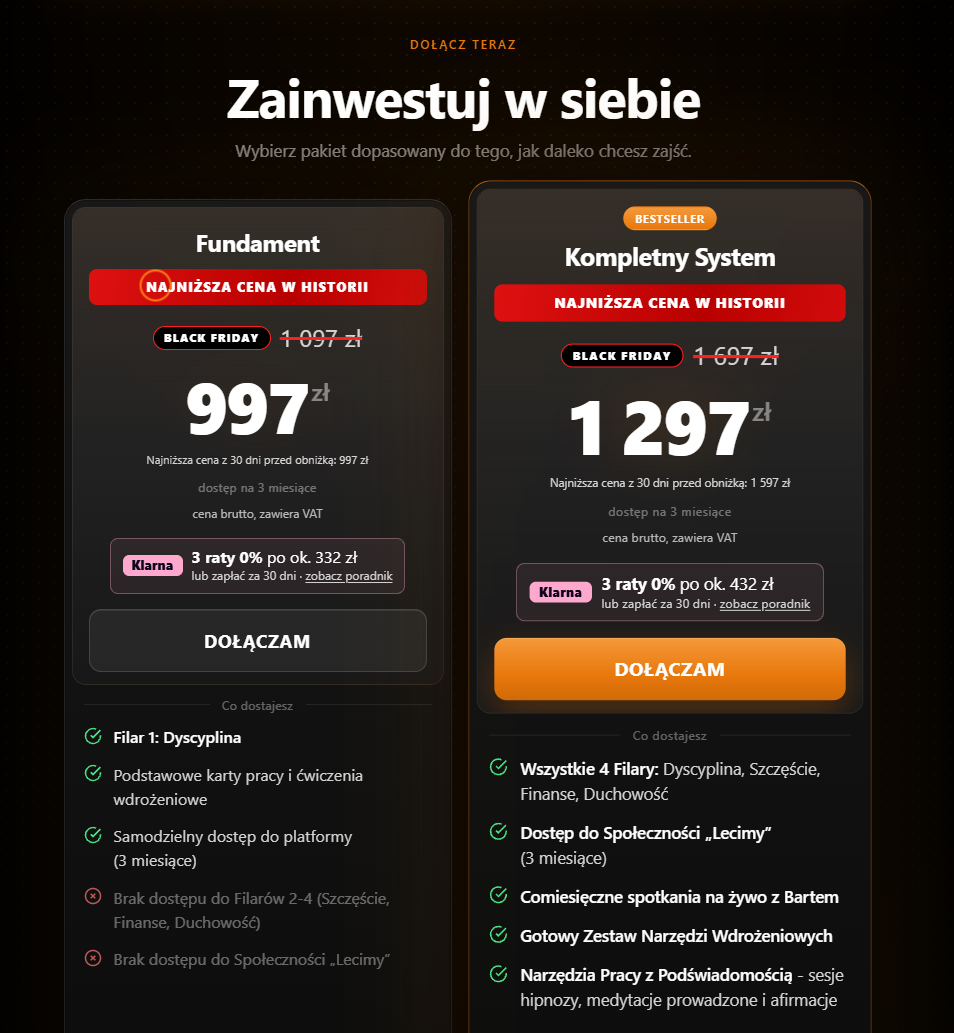 DOŁĄCZ TERAZ
Zainwestuj w siebie
Wybierz pakiet dopasowany do tego, jak daleko chcesz zajść.
Fundament
NAJNIŻSZA CENA W HISTORII
BLACK FRIDAY 1 097 zł
997 zł
Najniższa cena z 30 dni przed obniżką: 997 zł
dostęp na 3 miesiące
cena brutto, zawiera VAT
Klarna 3 raty 0% po ok. 332 zł
lub zapłać za 30 dni · zobacz poradnik
DOŁĄCZAM
Co dostajesz
Filar 1: Dyscyplina
Podstawowe karty pracy i ćwiczenia
wdrożeniowe
Samodzielny dostęp do platformy
(3 miesiące)
Brak dostępu do Filarów 2-4 (Szczęście,
Finanse, Duchowość)
Brak dostępu do Społeczności „Lecimy”
BESTSELLER
Kompletny System
NAJNIŻSZA CENA W HISTORII
BLACK FRIDAY 1 697 zł
1 297 zł
Najniższa cena z 30 dni przed obniżką: 1 597 zł
dostęp na 3 miesiące
cena brutto, zawiera VAT
Klarna 3 raty 0% po ok. 432 zł
lub zapłać za 30 dni · zobacz poradnik
DOŁĄCZAM
Co dostajesz
Wszystkie 4 Filary: Dyscyplina, Szczęście,
Finanse, Duchowość
Dostęp do Społeczności „Lecimy”
(3 miesiące)
Comiesięczne spotkania na żywo z Bartem
Gotowy Zestaw Narzędzi Wdrożeniowych
Narzędzia Pracy z Podświadomością - sesje
hipnozy, medytacje prowadzone i afirmacje